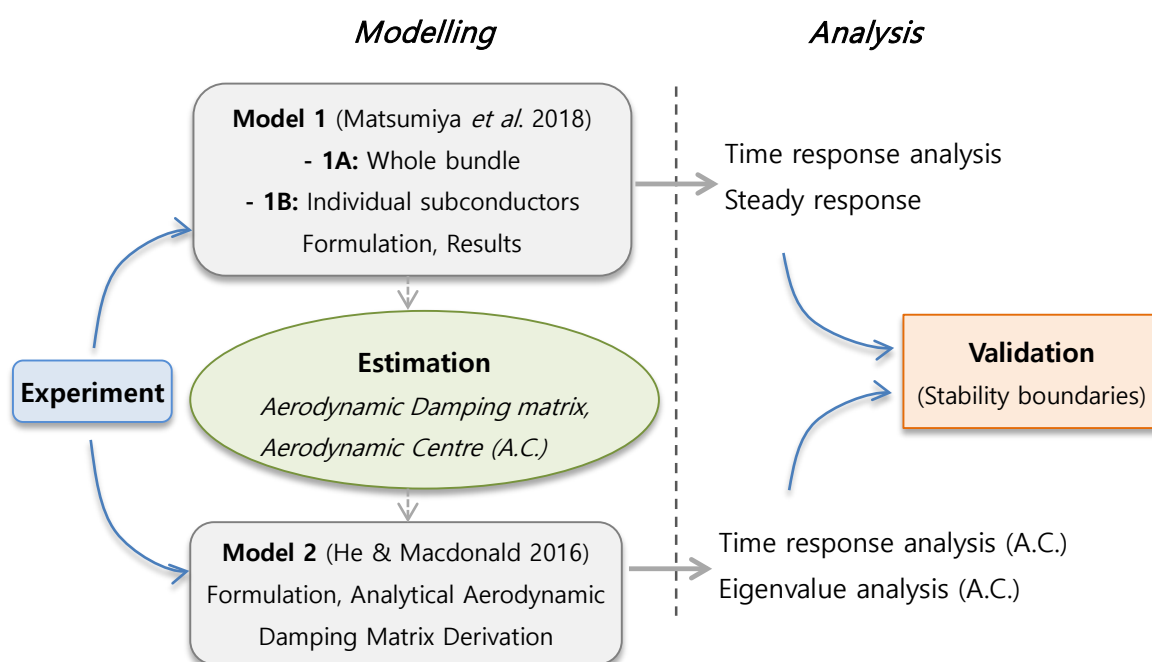 Modelling
Analysis
Model 1 (Matsumiya et al. 2018)
- 1A: Whole bundle
- 1B: Individual subconductors
Formulation, Results
Time response analysis
Steady response
Experiment
Estimation
Aerodynamic Damping matrix,
Aerodynamic Centre (A.C.)
Validation
(Stability boundaries)
Model 2 (He & Macdonald 2016)
Formulation, Analytical Aerodynamic
Damping Matrix Derivation
Time response analysis (A.C.)
Eigenvalue analysis (A.C.)